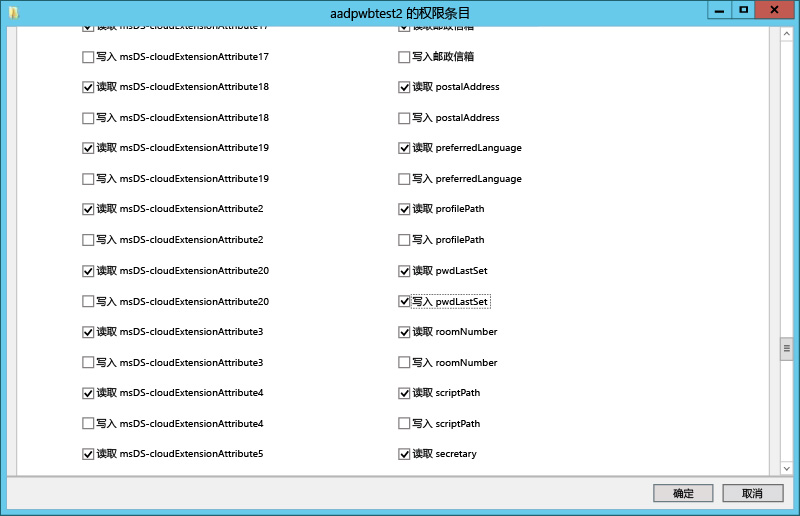 aadpwbtest2 的权限条目
读取 msDS-cloudExtensionAttribute17 读取邮政信箱
写入 msDS-cloudExtensionAttribute17 写入邮政信箱
读取 msDS-cloudExtensionAttribute18 读取 postalAddress
写入 msDS-cloudExtensionAttribute18 写入 postalAddress
读取 msDS-cloudExtensionAttribute19 读取 preferredLanguage
写入 msDS-cloudExtensionAttribute19 写入 preferredLanguage
读取 msDS-cloudExtensionAttribute2 读取 profilePath
写入 msDS-cloudExtensionAttribute2 写入 profilePath
读取 msDS-cloudExtensionAttribute20 读取 pwdLastSet
写入 msDS-cloudExtensionAttribute20 写入 pwdLastSet
读取 msDS-cloudExtensionAttribute3 读取 roomNumber
写入 msDS-cloudExtensionAttribute3 写入 roomNumber
读取 msDS-cloudExtensionAttribute4 读取 scriptPath
写入 msDS-cloudExtensionAttribute4 写入 scriptPath
读取 msDS-cloudExtensionAttribute5 读取 secretary
确定 取消